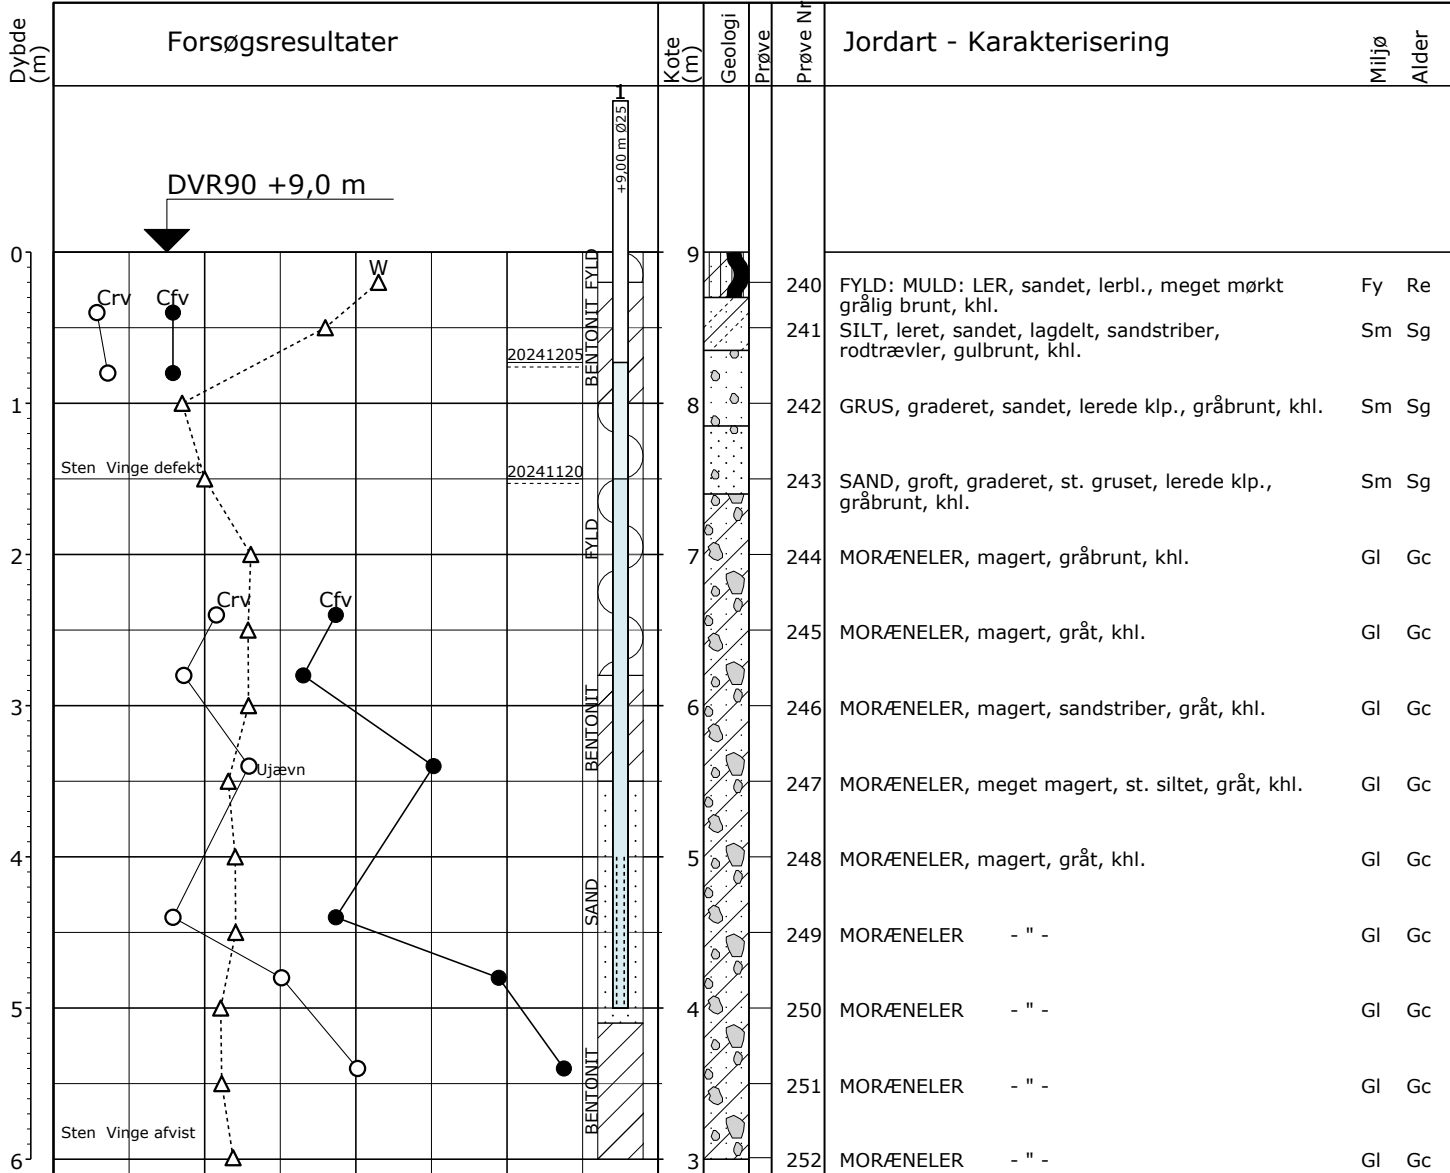 Dybde (m)
Forsøgsresultater
Kote (m)
Geologi
Prøve
Prøve Nr
Jordart - Karakterisering
Miljø
Alder
1
+9,00 m Ø25
DVR90 +9,0 m
0
W
FYLD
9
240 FYLD: MULD: LER, sandet, lerbl., meget mørkt Fy Re
grålig brunt, khl.
Crv Cfv
241 SILT, leret, sandet, lagdelt, sandstriber, Sm Sg
rodtrævler, gulbrunt, khl.
BENTONIT
20241205
1
8
242 GRUS, graderet, sandet, lerede klp., gråbrunt, khl. Sm Sg
Sten Vinge defekt
20241120
243 SAND, groft, graderet, st. gruset, lerede klp., Sm Sg
gråbrunt, khl.
FYLD
2
7
244 MORÆNELER, magert, gråbrunt, khl. Gl Gc
Crv Cfv
245 MORÆNELER, magert, gråt, khl. Gl Gc
BENTONIT
3
6
246 MORÆNELER, magert, sandstriber, gråt, khl. Gl Gc
Ujævn
247 MORÆNELER, meget magert, st. siltet, gråt, khl. Gl Gc
4
5
248 MORÆNELER, magert, gråt, khl. Gl Gc
SAND
249 MORÆNELER - " - Gl Gc
5
4
250 MORÆNELER - " - Gl Gc
BENTONIT
251 MORÆNELER - " - Gl Gc
Sten Vinge afvist
6
3
252 MORÆNELER - " - Gl Gc